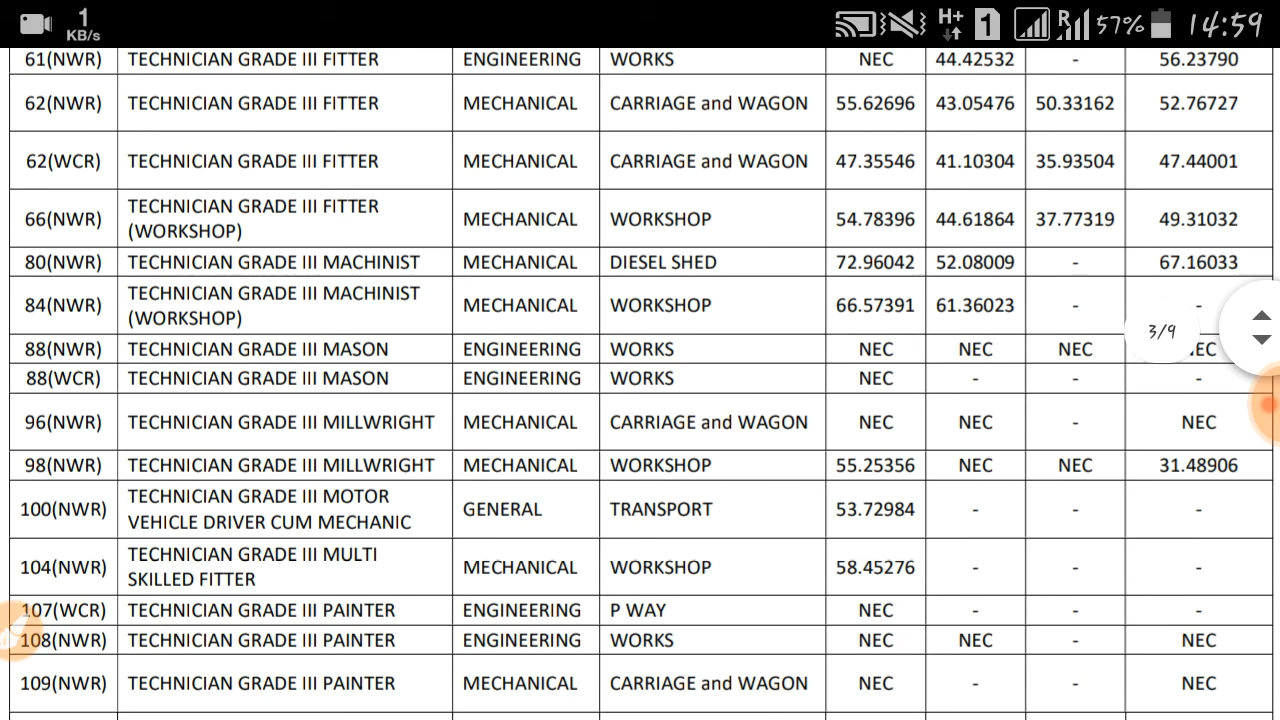 1
KB/s
H+ 1 R 57% 14:59
61(NWR) TECHNICIAN GRADE III FITTER ENGINEERING WORKS NEC 44.42532 - 56.23790
62(NWR) TECHNICIAN GRADE III FITTER MECHANICAL CARRIAGE and WAGON 55.62696 43.05476 50.33162 52.76727
62(WCR) TECHNICIAN GRADE III FITTER MECHANICAL CARRIAGE and WAGON 47.35546 41.10304 35.93504 47.44001
66(NWR) TECHNICIAN GRADE III FITTER
(WORKSHOP) MECHANICAL WORKSHOP 54.78396 44.61864 37.77319 49.31032
80(NWR) TECHNICIAN GRADE III MACHINIST MECHANICAL DIESEL SHED 72.96042 52.08009 - 67.16033
84(NWR) TECHNICIAN GRADE III MACHINIST
(WORKSHOP) MECHANICAL WORKSHOP 66.57391 61.36023 - -
3/9
88(NWR) TECHNICIAN GRADE III MASON ENGINEERING WORKS NEC NEC NEC NEC
88(WCR) TECHNICIAN GRADE III MASON ENGINEERING WORKS NEC - - -
96(NWR) TECHNICIAN GRADE III MILLWRIGHT MECHANICAL CARRIAGE and WAGON NEC NEC - NEC
98(NWR) TECHNICIAN GRADE III MILLWRIGHT MECHANICAL WORKSHOP 55.25356 NEC NEC 31.48906
100(NWR) TECHNICIAN GRADE III MOTOR
VEHICLE DRIVER CUM MECHANIC GENERAL TRANSPORT 53.72984 - - -
104(NWR) TECHNICIAN GRADE III MULTI
SKILLED FITTER MECHANICAL WORKSHOP 58.45276 - - -
107(WCR) TECHNICIAN GRADE III PAINTER ENGINEERING P WAY NEC - - -
108(NWR) TECHNICIAN GRADE III PAINTER ENGINEERING WORKS NEC NEC - NEC
109(NWR) TECHNICIAN GRADE III PAINTER MECHANICAL CARRIAGE and WAGON NEC - - NEC